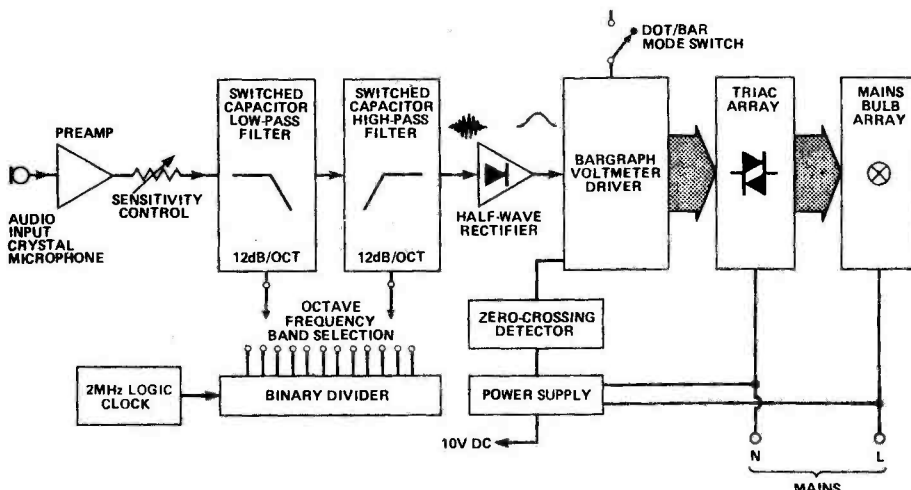 DOT/BAR
MODE SWITCH
PREAMP
SENSITIVITY
CONTROL
AUDIO
INPUT
CRYSTAL
MICROPHONE
SWITCHED
CAPACITOR
LOW-PASS
FILTER
12dB/OCT
SWITCHED
CAPACITOR
HIGH-PASS
FILTER
12dB/OCT
HALF-WAVE
RECTIFIER
BARGRAPH
VOLTMETER
DRIVER
TRIAC
ARRAY
MAINS
BULB
ARRAY
OCTAVE
FREQUENCY
BAND SELECTION
ZERO-CROSSING
DETECTOR
2MHz LOGIC
CLOCK
BINARY DIVIDER
POWER SUPPLY
10V DC
N
L
MAINS